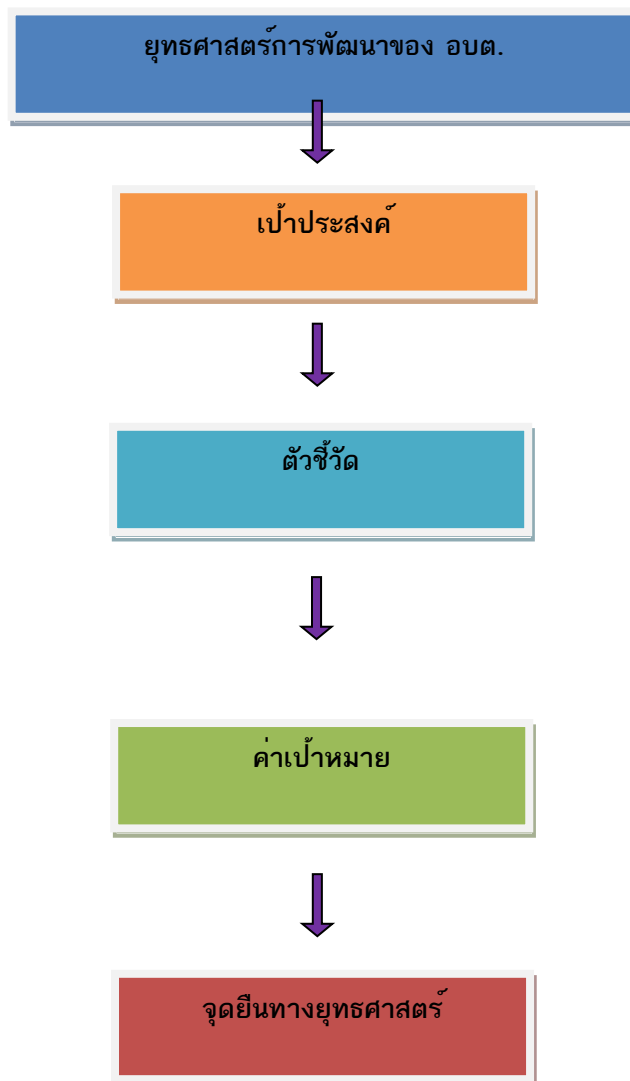 ยุทธศาสตร์การพัฒนาของ อบต.
เป้าประสงค์
ตัวชี้วัด
ค่าเป้าหมาย
จุดยืนทางยุทธศาสตร์